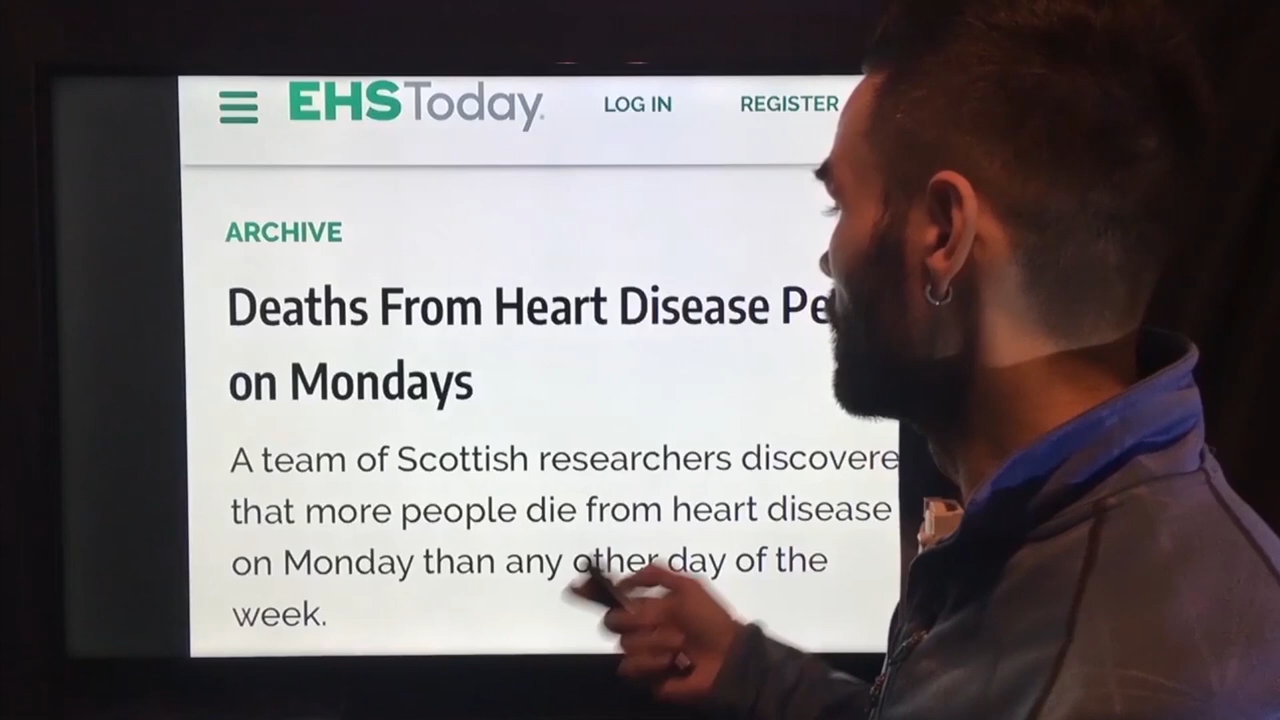 EHSToday. LOG IN REGISTER
ARCHIVE
Deaths From Heart Disease
on Mondays
A team of Scottish researchers
that more people die from heart disease
on Monday than any other day of the
week.